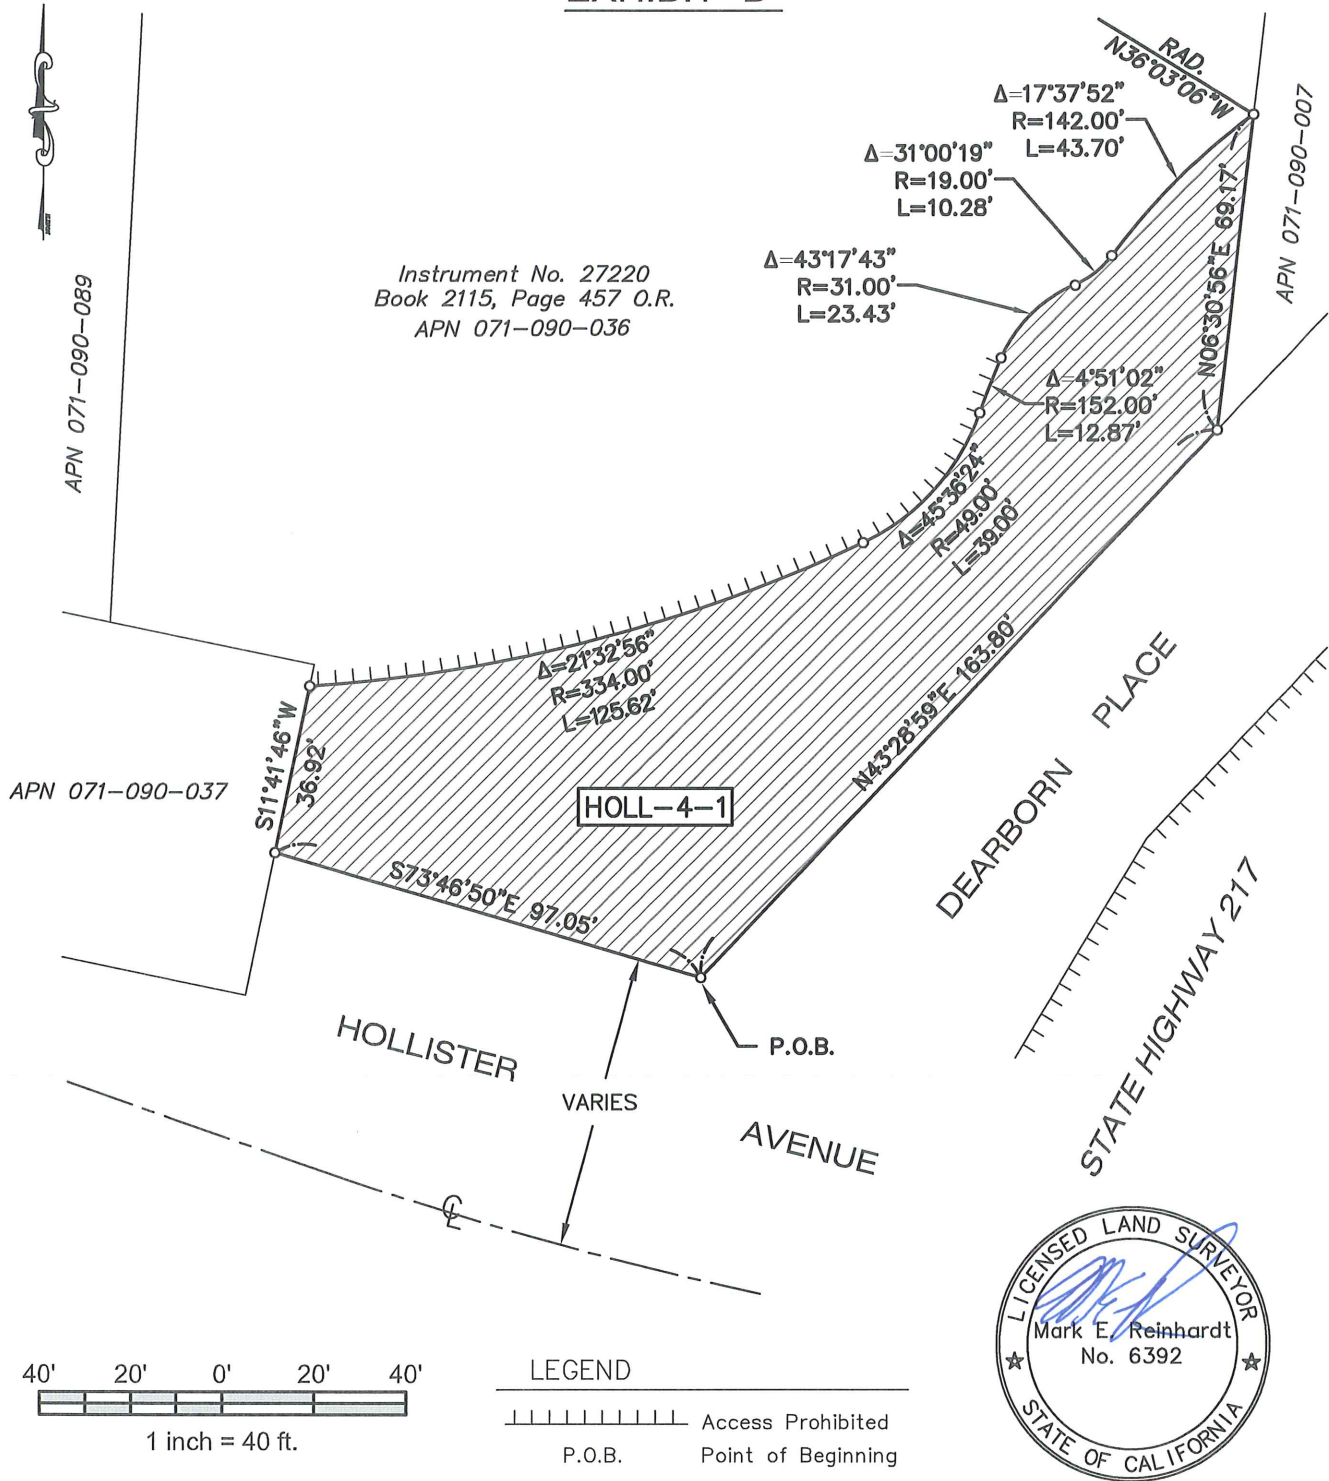 RAD.
N36°03'06"W
Δ=17°37'52"
R=142.00'
L=43.70'
Δ=31°00'19"
R=19.00'
L=10.28'
Δ=43°17'43"
R=31.00'
L=23.43'
Instrument No. 27220
Book 2115, Page 457 O.R.
APN 071-090-036
APN 071-090-089
APN 071-090-007
N06°30'56"E 69.17'
Δ=4°51'02"
R=152.00'
L=12.87'
Δ=45°36'24"
R=49.00'
L=39.00'
Δ=21°32'56"
R=334.00'
L=125.62'
N43°28'59"E 163.80'
S11°41'46"W
36.92'
APN 071-090-037
HOLL-4-1
S73°46'50"E 97.05'
DEARBORN PLACE
STATE HIGHWAY 217
P.O.B.
HOLLISTER AVENUE
VARIES
CL
LICENSED LAND SURVEYOR
Mark E. Reinhardt
No. 6392
STATE OF CALIFORNIA
40' 20' 0' 20' 40'
1 inch = 40 ft.
LEGEND
Access Prohibited
P.O.B. Point of Beginning